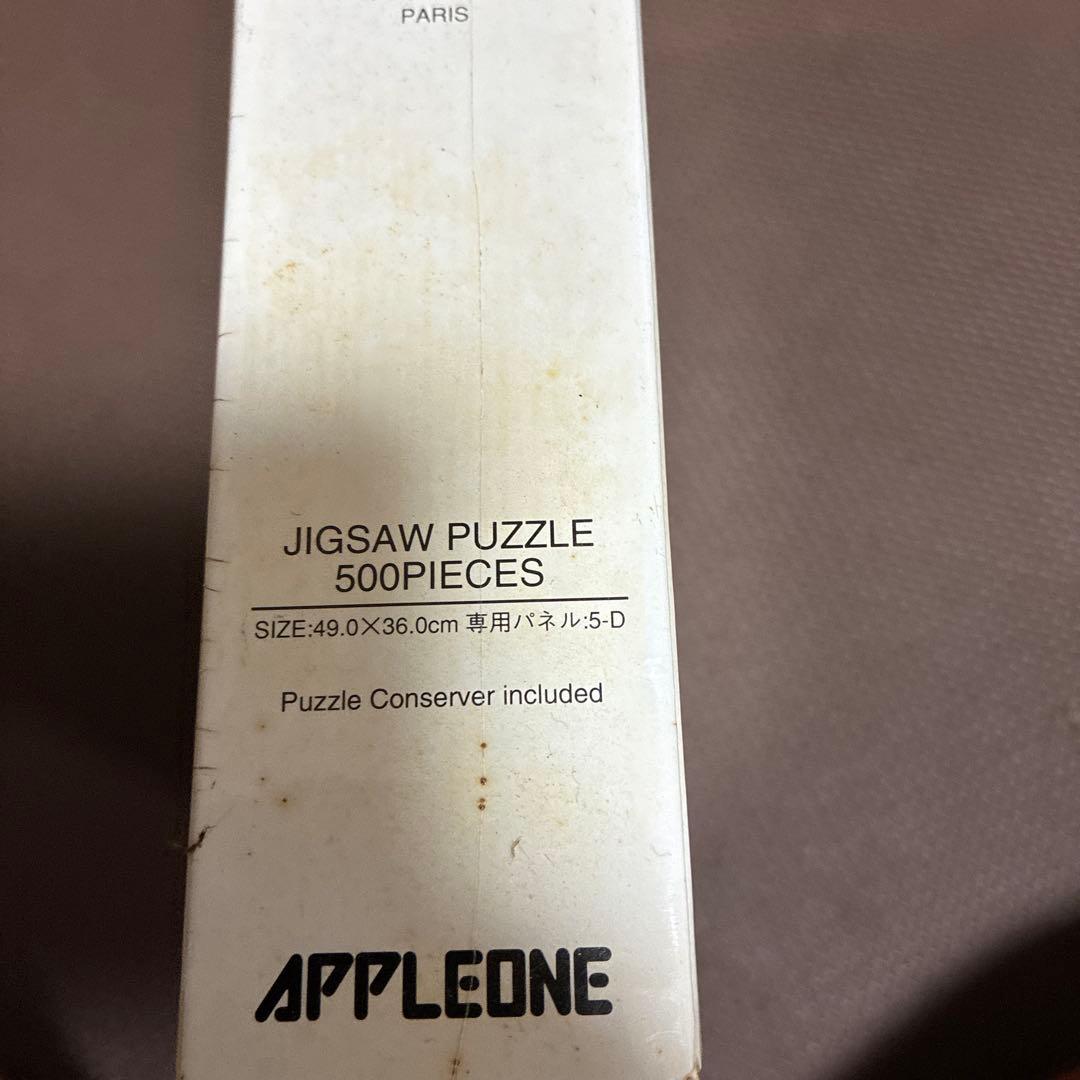 PARIS
JIGSAW PUZZLE
500PIECES
SIZE:49.0×36.0cm 専用パネル:5-D
Puzzle Conserver included
APPLEONE